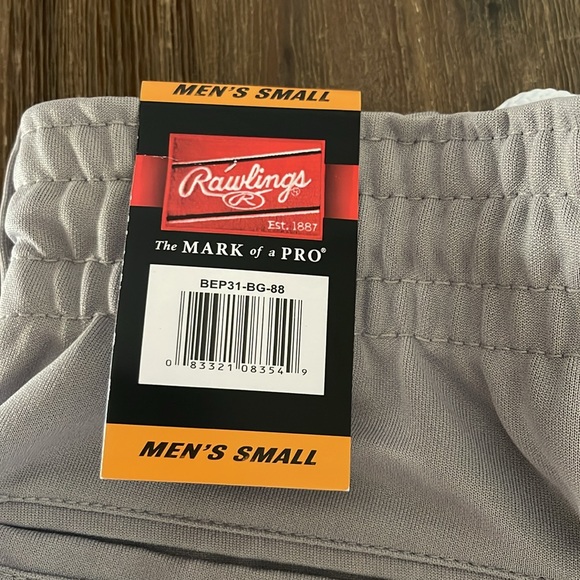 MEN'S SMALL
Rawlings®
R
Est. 1887
The MARK of a PRO®
BEP31-BG-88
0 83321 08354 9
MEN'S SMALL